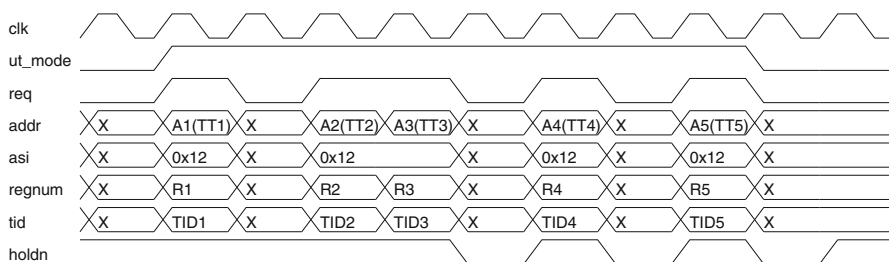 clk
ut_mode
req
addr X A1(TT1) X A2(TT2) A3(TT3) X A4(TT4) X A5(TT5) X
asi X 0x12 X 0x12 X 0x12 X 0x12 X
regnum X R1 X R2 R3 X R4 X R5 X
tid X TID1 X TID2 TID3 X TID4 X TID5 X
holdn